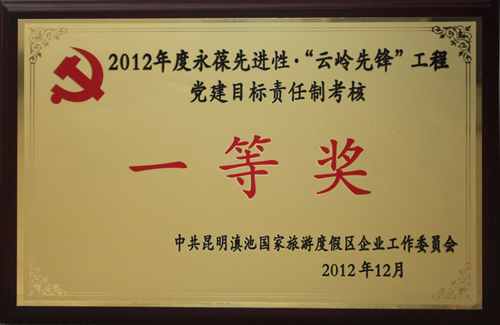 2012年度永葆先进性·“云岭先锋”工程
党建目标责任制考核
一等奖
中共昆明滇池国家旅游度假区企业工作委员会
2012年12月